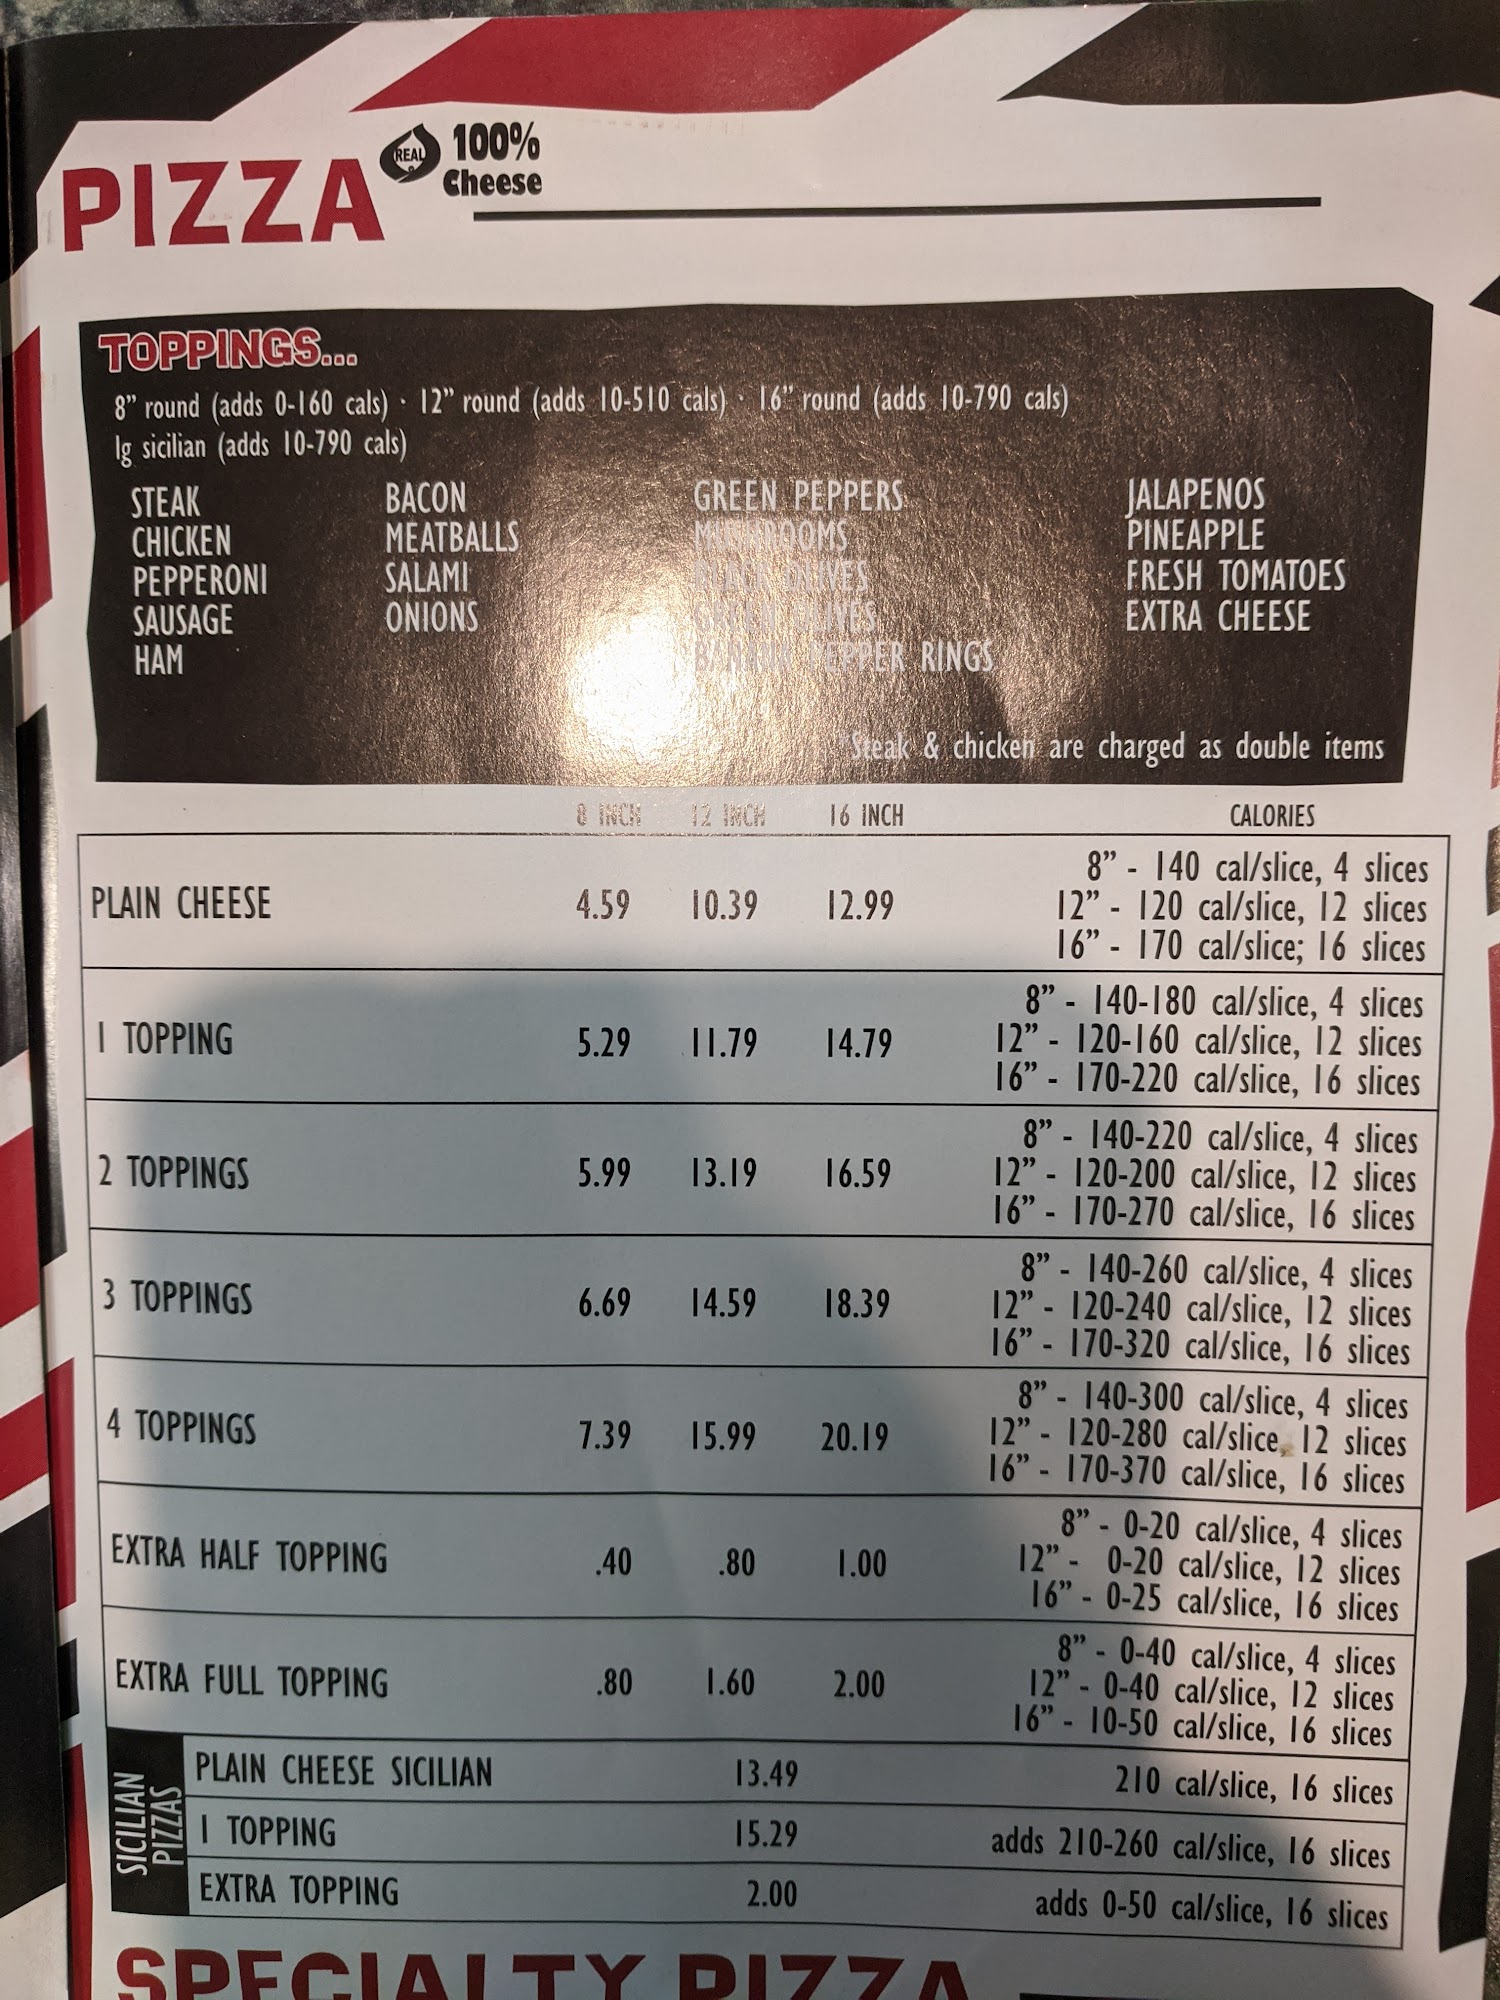 PIZZA REAL 100%
Cheese
TOPPINGS...
8" round (adds 0-160 cals) · 12" round (adds 10-510 cals) · 16" round (adds 10-790 cals)
lg sicilian (adds 10-790 cals)
STEAK
CHICKEN
PEPPERONI
SAUSAGE
HAM
BACON
MEATBALLS
SALAMI
ONIONS
GREEN PEPPERS
MUSHROOMS
BLACK OLIVES
GREEN OLIVES
BANANA PEPPER RINGS
JALAPENOS
PINEAPPLE
FRESH TOMATOES
EXTRA CHEESE
*Steak & chicken are charged as double items
8 INCH 12 INCH 16 INCH CALORIES
PLAIN CHEESE 4.59 10.39 12.99
8" - 140 cal/slice, 4 slices
12" - 120 cal/slice, 12 slices
16" - 170 cal/slice; 16 slices
1 TOPPING 5.29 11.79 14.79
8" - 140-180 cal/slice, 4 slices
12" - 120-160 cal/slice, 12 slices
16" - 170-220 cal/slice, 16 slices
2 TOPPINGS 5.99 13.19 16.59
8" - 140-220 cal/slice, 4 slices
12" - 120-200 cal/slice, 12 slices
16" - 170-270 cal/slice, 16 slices
3 TOPPINGS 6.69 14.59 18.39
8" - 140-260 cal/slice, 4 slices
12" - 120-240 cal/slice, 12 slices
16" - 170-320 cal/slice, 16 slices
4 TOPPINGS 7.39 15.99 20.19
8" - 140-300 cal/slice, 4 slices
12" - 120-280 cal/slice, 12 slices
16" - 170-370 cal/slice, 16 slices
EXTRA HALF TOPPING .40 .80 1.00
8" - 0-20 cal/slice, 4 slices
12" - 0-20 cal/slice, 12 slices
16" - 0-25 cal/slice, 16 slices
EXTRA FULL TOPPING .80 1.60 2.00
8" - 0-40 cal/slice, 4 slices
12" - 0-40 cal/slice, 12 slices
16" - 10-50 cal/slice, 16 slices
SICILIAN
PIZZAS
PLAIN CHEESE SICILIAN 13.49 210 cal/slice, 16 slices
1 TOPPING 15.29 adds 210-260 cal/slice, 16 slices
EXTRA TOPPING 2.00 adds 0-50 cal/slice, 16 slices
SPECIALTY PIZZA